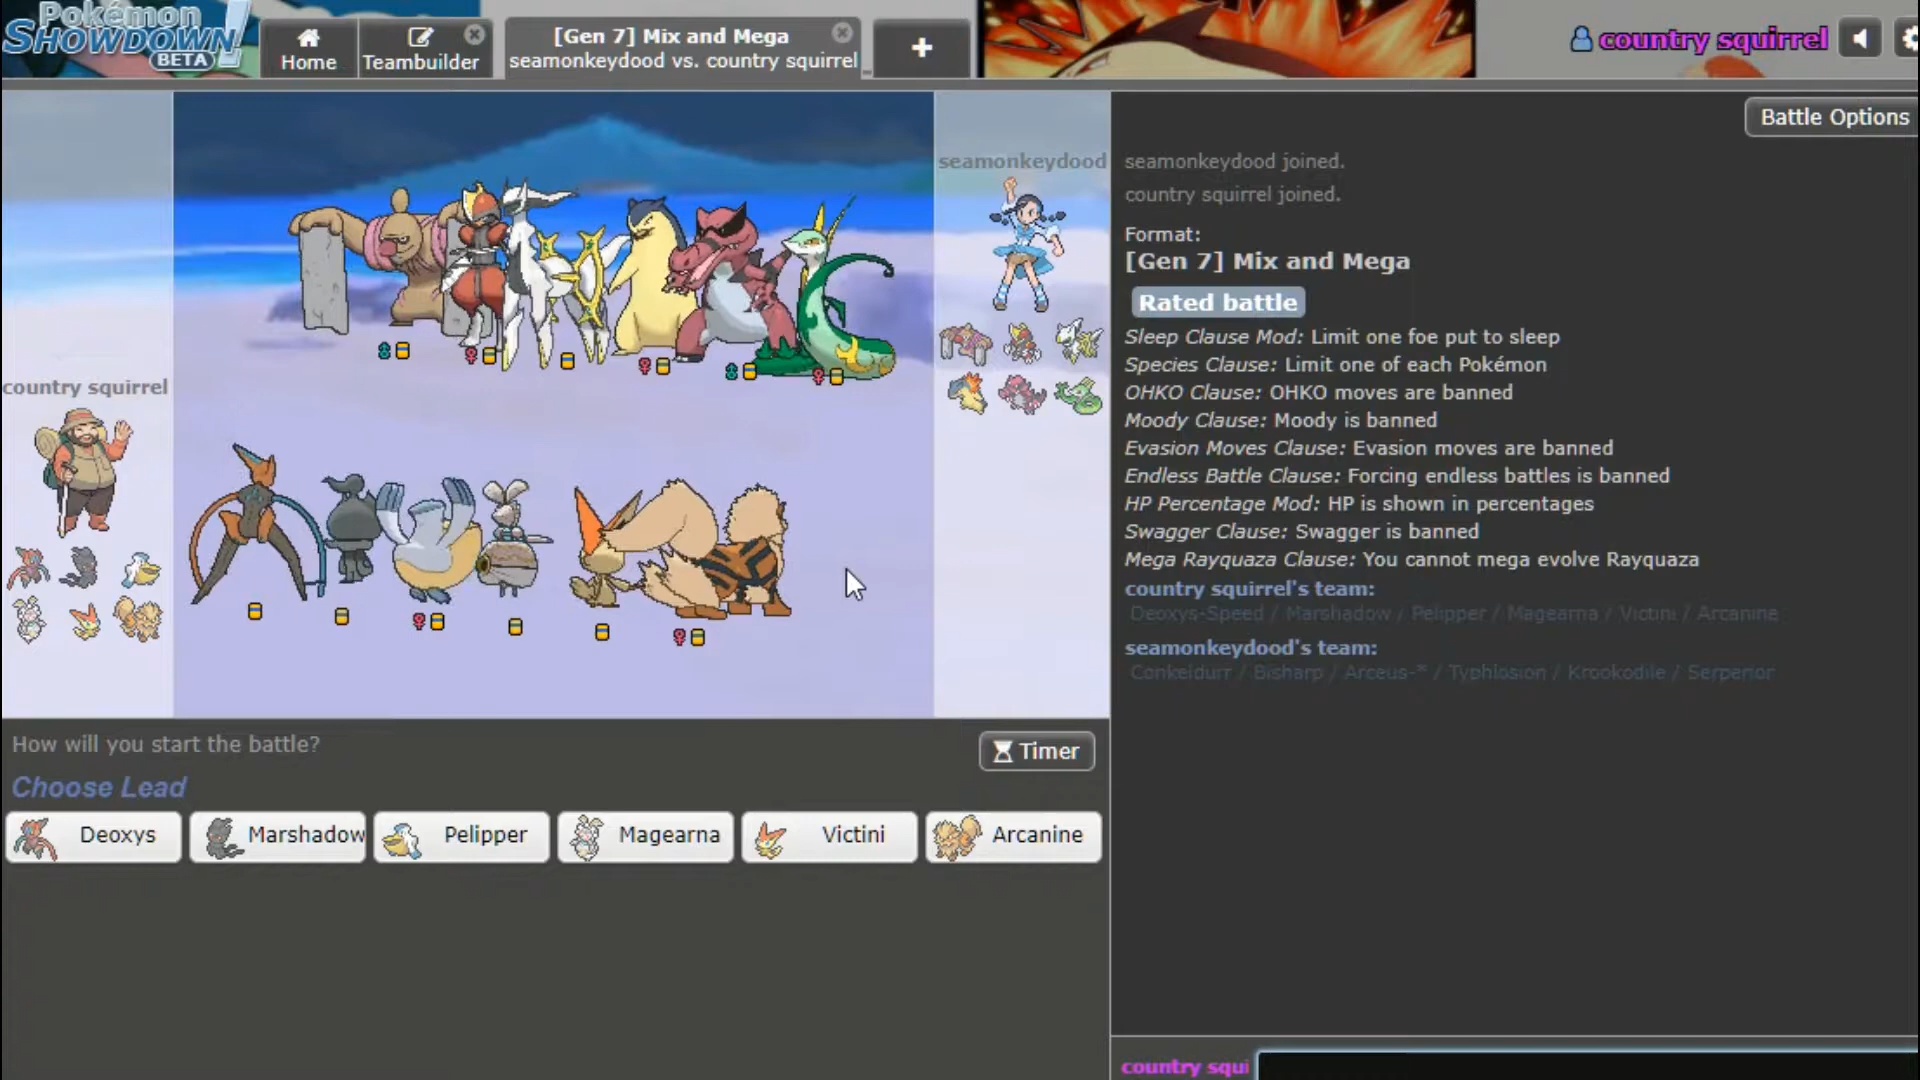 Pokémon
SHOWDOWN!
BETA
Home
Teambuilder
[Gen 7] Mix and Mega
seamonkeydood vs. country squirrel
country squirrel
seamonkeydood
country squirrel
Battle Options
seamonkeydood joined.
country squirrel joined.
Format:
[Gen 7] Mix and Mega
Rated battle
Sleep Clause Mod: Limit one foe put to sleep
Species Clause: Limit one of each Pokémon
OHKO Clause: OHKO moves are banned
Moody Clause: Moody is banned
Evasion Moves Clause: Evasion moves are banned
Endless Battle Clause: Forcing endless battles is banned
HP Percentage Mod: HP is shown in percentages
Swagger Clause: Swagger is banned
Mega Rayquaza Clause: You cannot mega evolve Rayquaza
country squirrel's team:
Deoxys-Speed / Marshadow / Pelipper / Magearna / Victini / Arcanine
seamonkeydood's team:
Conkeldurr / Bisharp / Arceus-* / Typhlosion / Krookodile / Serperior
How will you start the battle?
Timer
Choose Lead
Deoxys
Marshadow
Pelipper
Magearna
Victini
Arcanine
country squi